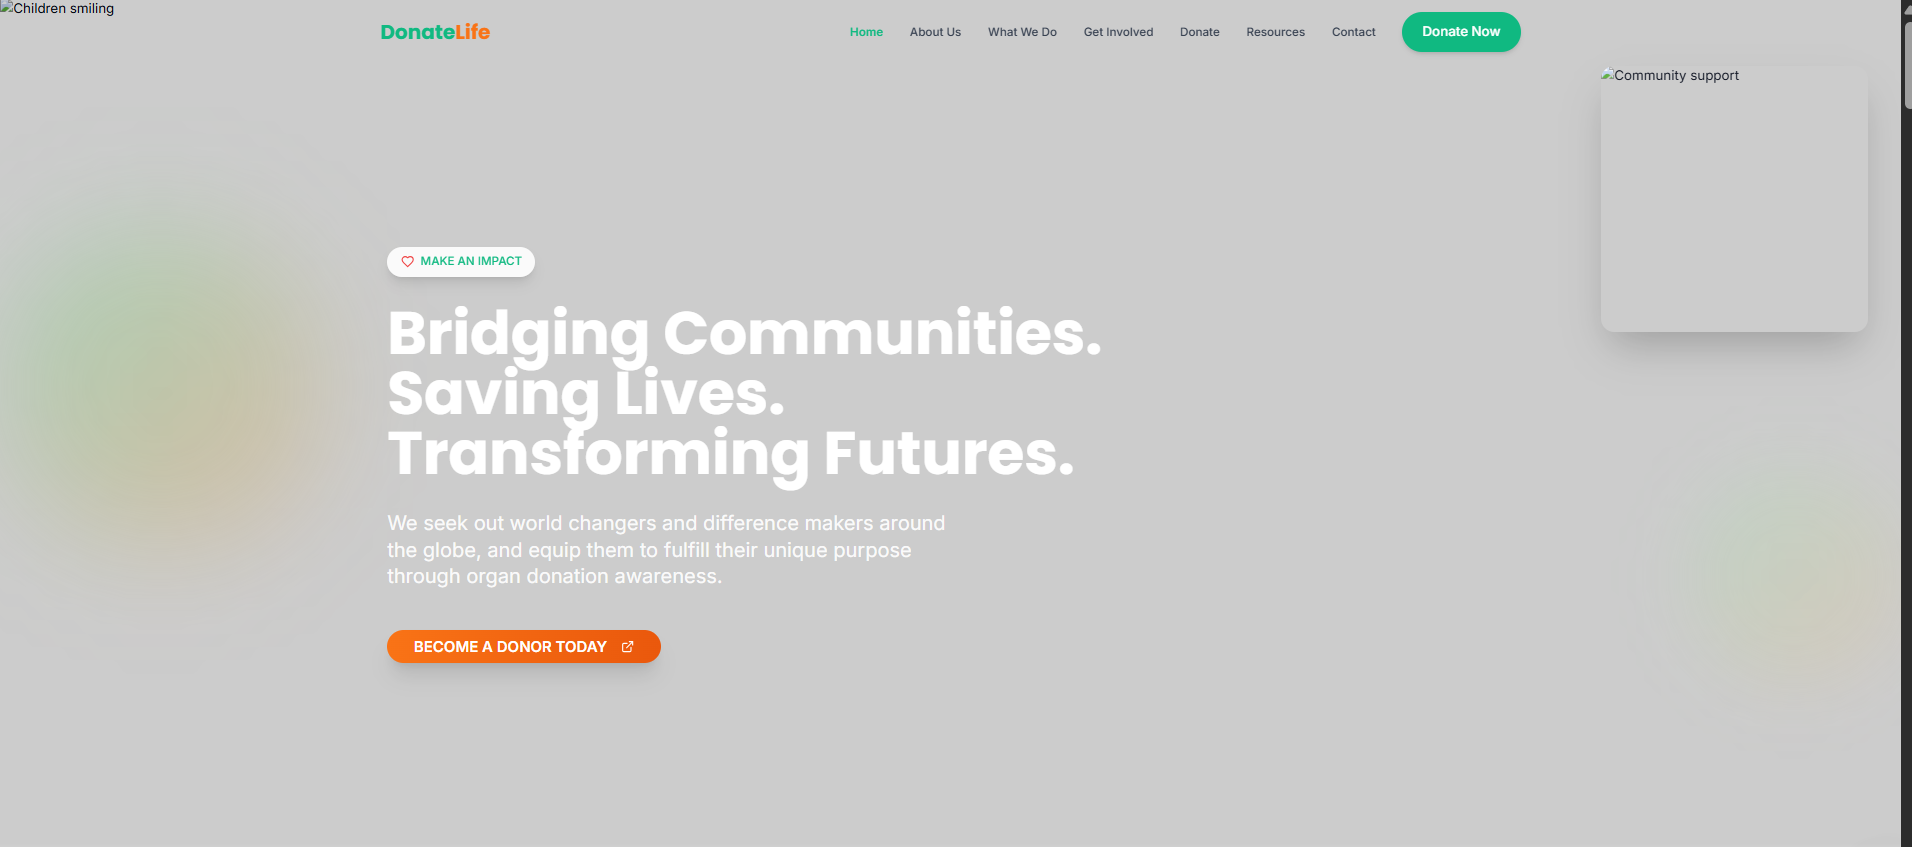 Children smiling
DonateLife
Home About Us What We Do Get Involved Donate Resources Contact Donate Now
Community support
MAKE AN IMPACT
Bridging Communities.
Saving Lives.
Transforming Futures.
We seek out world changers and difference makers around
the globe, and equip them to fulfill their unique purpose
through organ donation awareness.
BECOME A DONOR TODAY